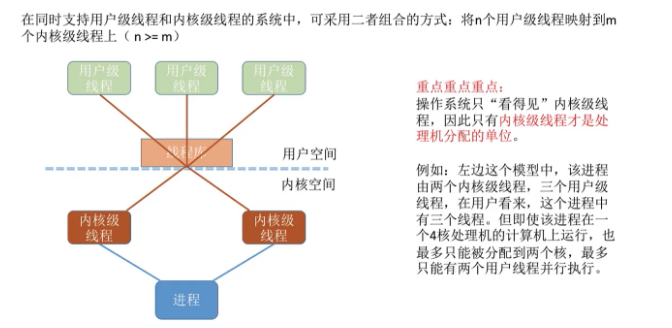 在同时支持用户级线程和内核级线程的系统中，可采用二者组合的方式：将n个用户级线程映射到m
个内核级线程上（ n >= m）
用户级
线程
用户级
线程
用户级
线程
线程库
用户空间
内核空间
内核级
线程
内核级
线程
进程
重点重点重点：
操作系统只“看得见”内核级线
程，因此只有内核级线程才是处
理机分配的单位。
例如：左边这个模型中，该进程
由两个内核级线程，三个用户级
线程，在用户看来，这个进程中
有三个线程。但即使该进程在一
个4核处理机的计算机上运行，也
最多只能被分配到两个核，最多
只能有两个用户线程并行执行。